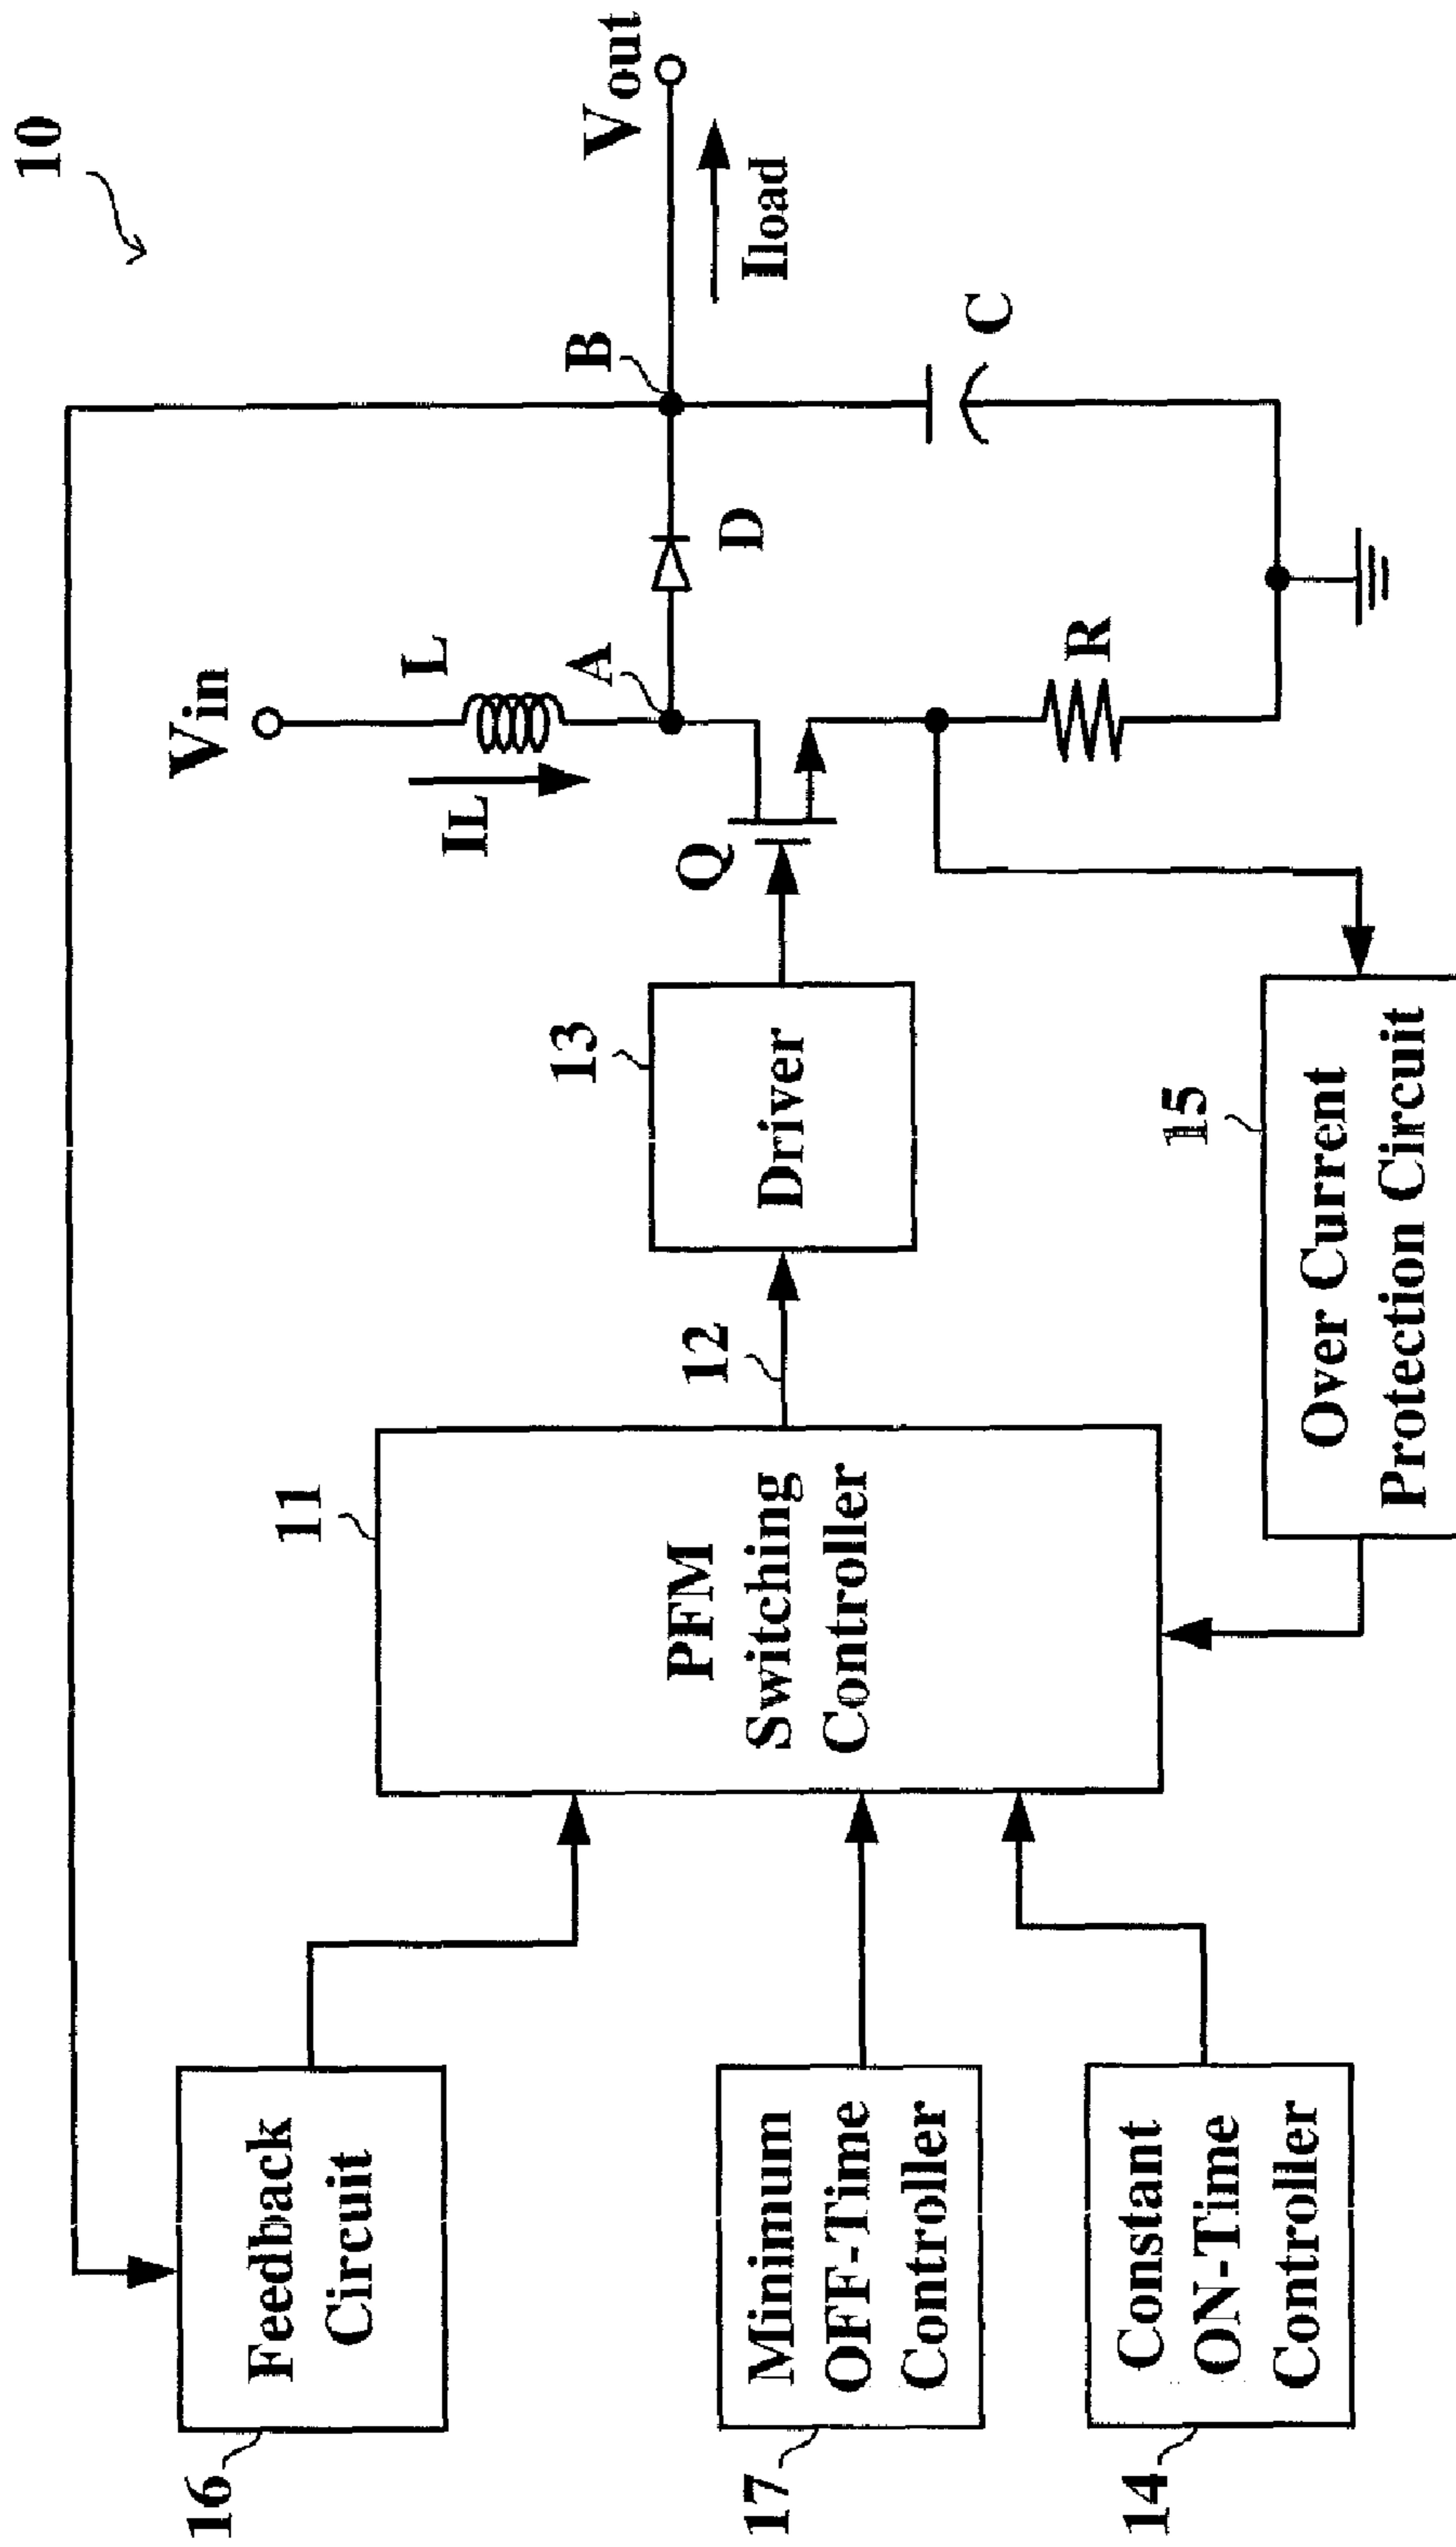 10
Vin
L
IL
A
B
Vout
Iload
D
C
Q
R
16
Feedback
Circuit
11
PFM
Switching
Controller
12
13
Driver
17
Minimum
OFF-Time
Controller
14
Constant
ON-Time
Controller
15
Over Current
Protection Circuit